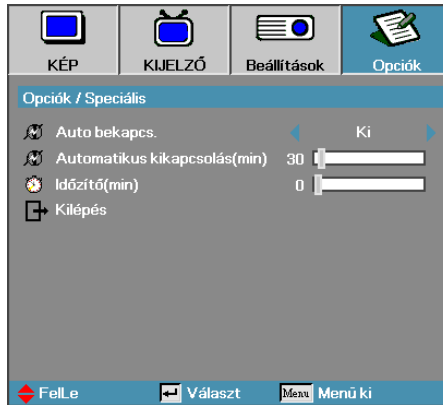 KÉP KIJELZŐ Beállítások Opciók
Opciók / Speciális
Auto bekapcs. Ki
Automatikus kikapcsolás(min) 30
Időzítő(min) 0
Kilépés
FelLe Választ Menu Menü ki